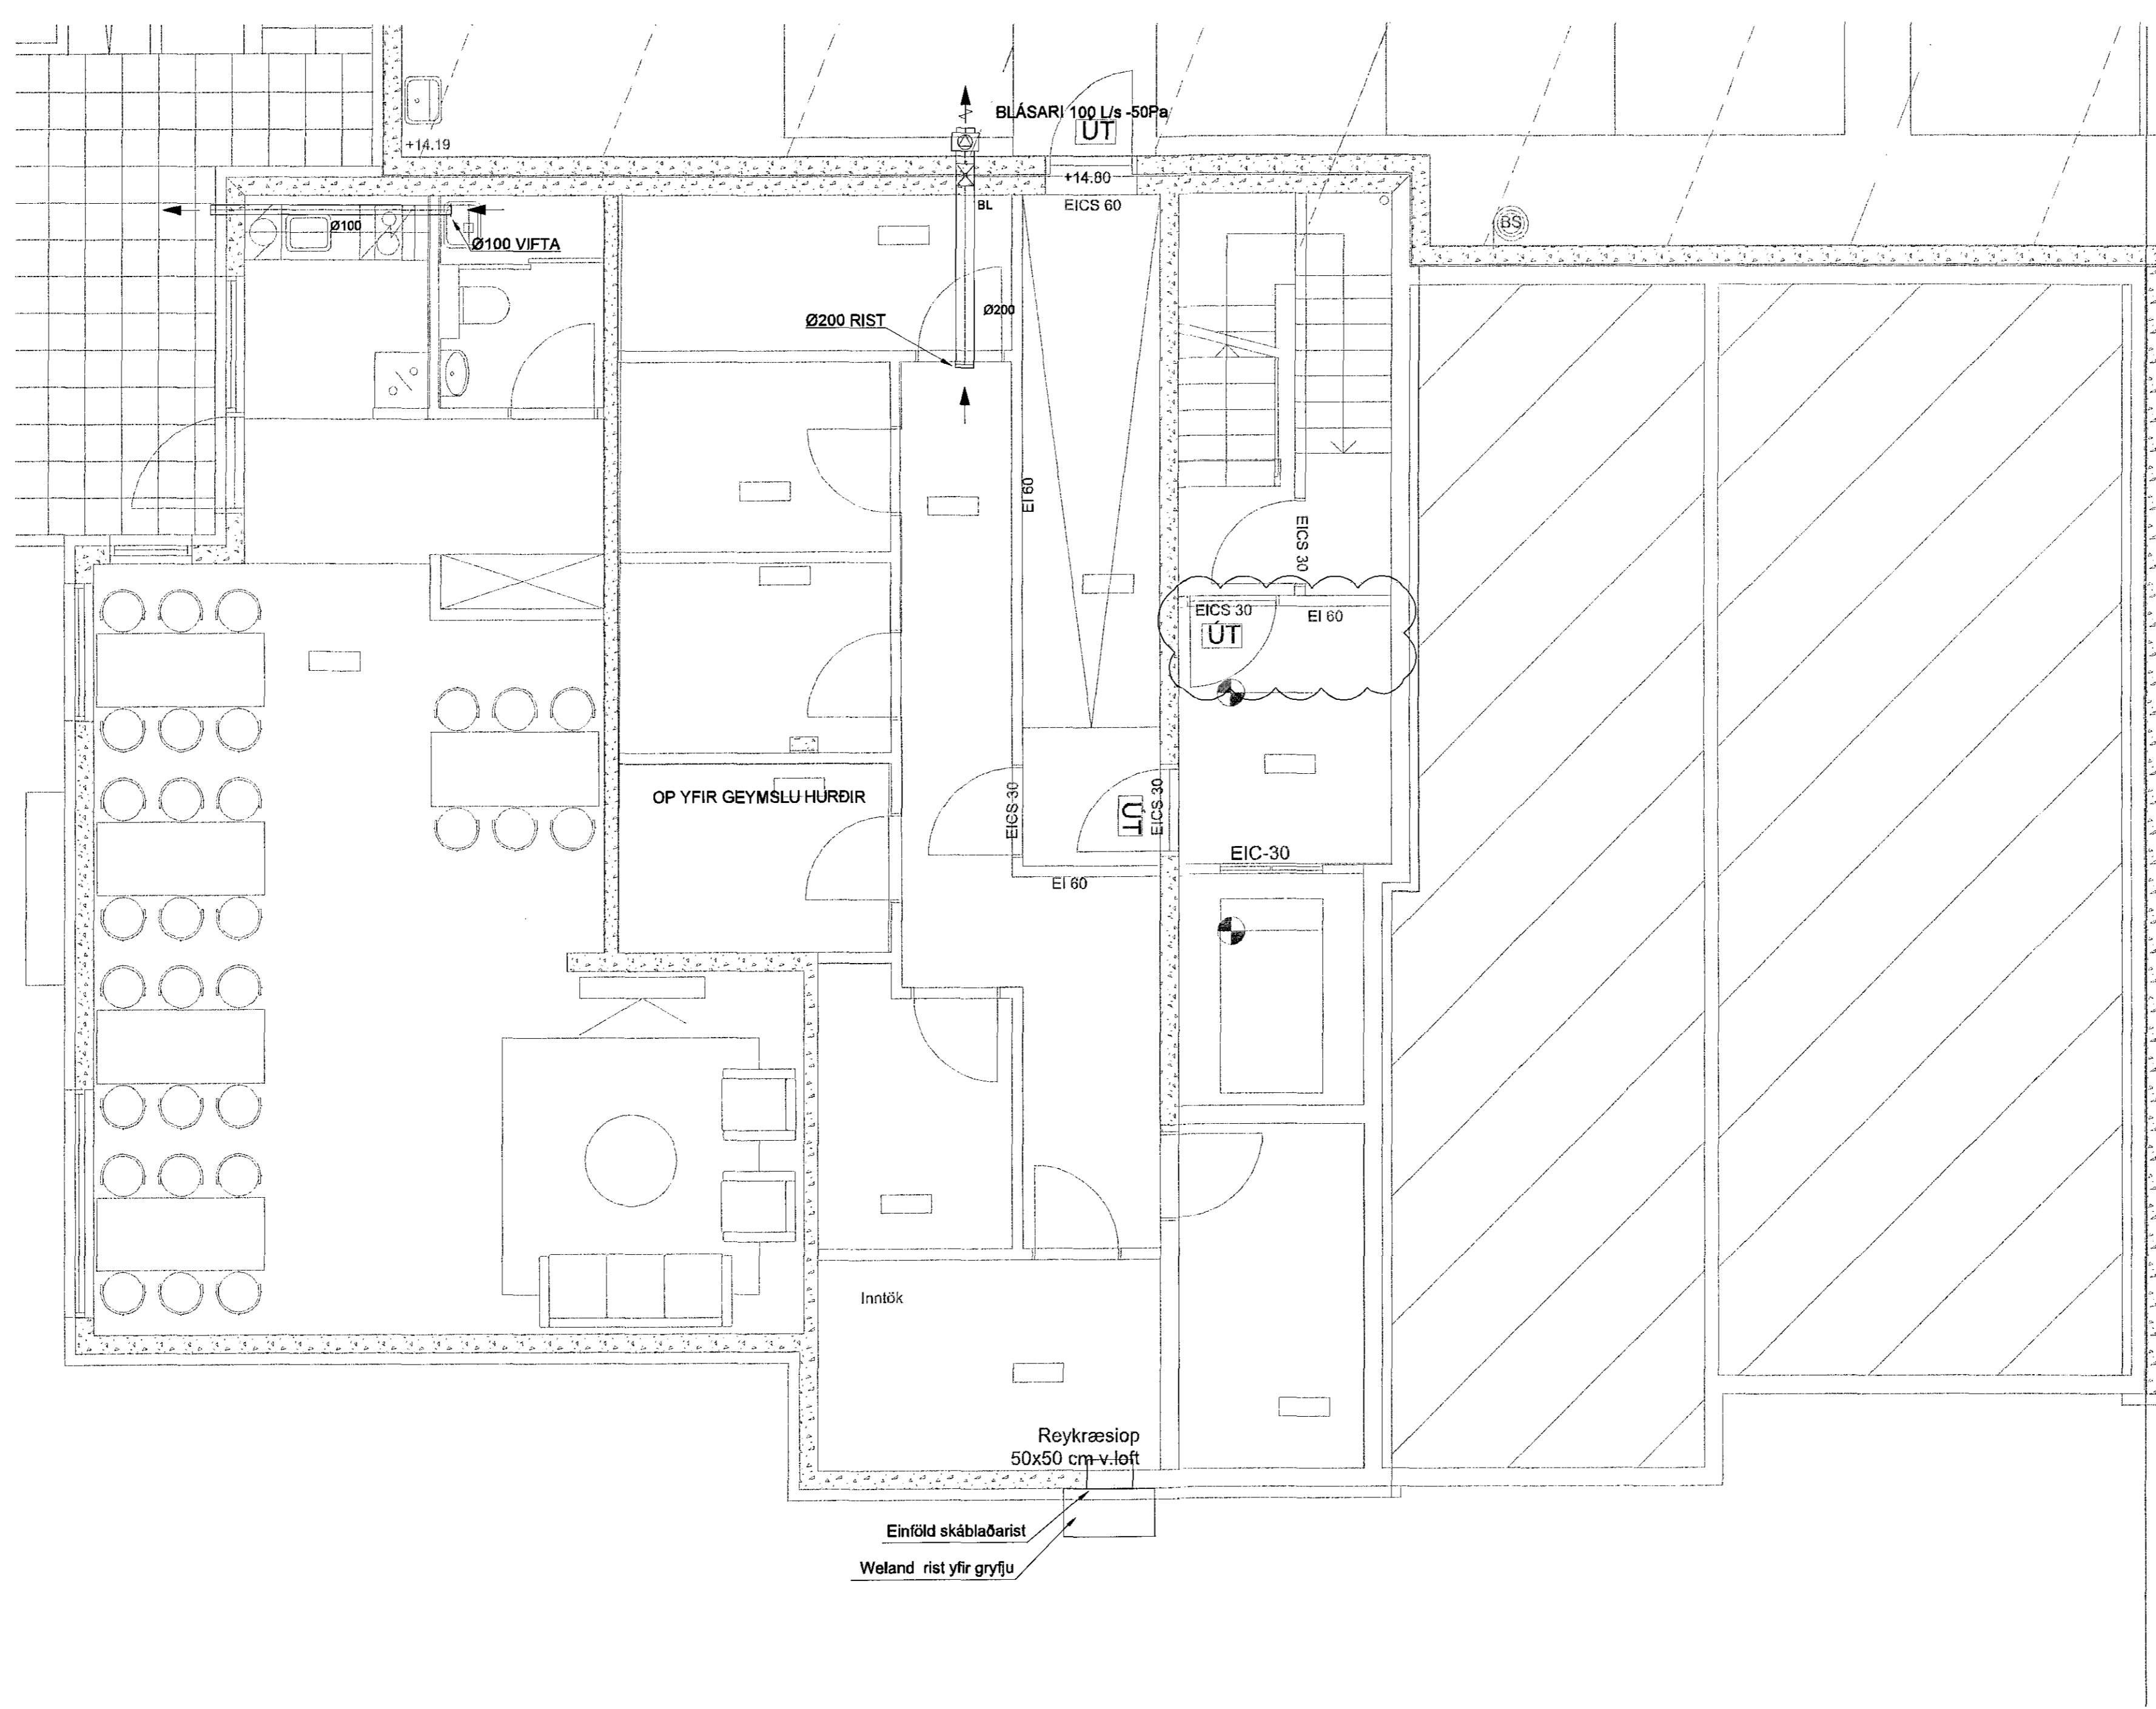 BLÁSARI 100 L/s -50Pa
ÚT
+14.19
+14.80
BL
EICS 60
BS
Ø100
Ø100 VIFTA
Ø200 RIST
Ø200
EI 60
EICS 30
EICS 30
EI 60
ÚT
OP YFIR GEYMSLU HURÐIR
EICS 30
ÚT
EICS 30
EIC-30
EI 60
Inntök
Reykræsiop
50x50 cm v.loft
Einföld skáblaðarist
Weland rist yfir gryfju